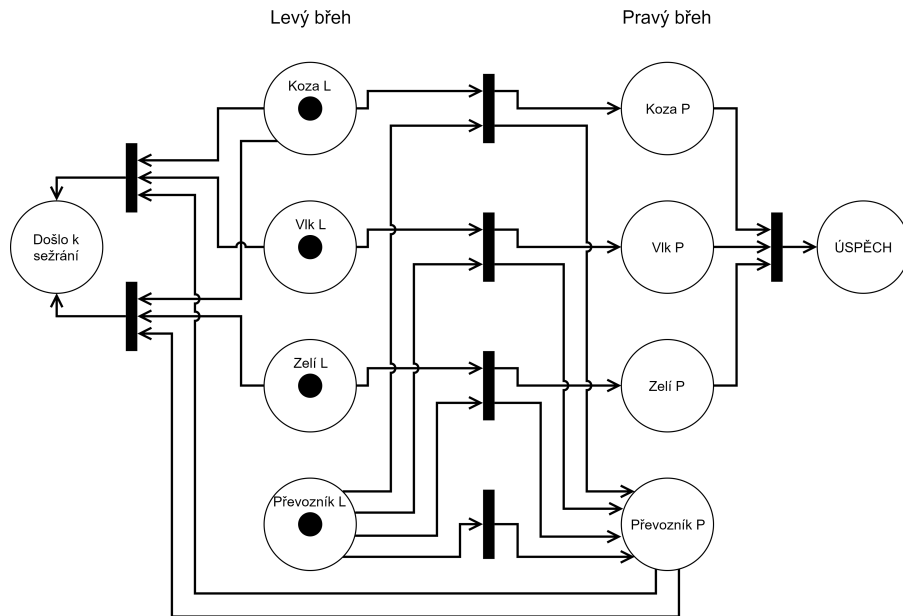 Levý břeh
Pravý břeh
Koza L
Koza P
Vlk L
Vlk P
Došlo k
sežrání
ÚSPĚCH
Zelí L
Zelí P
Převozník L
Převozník P